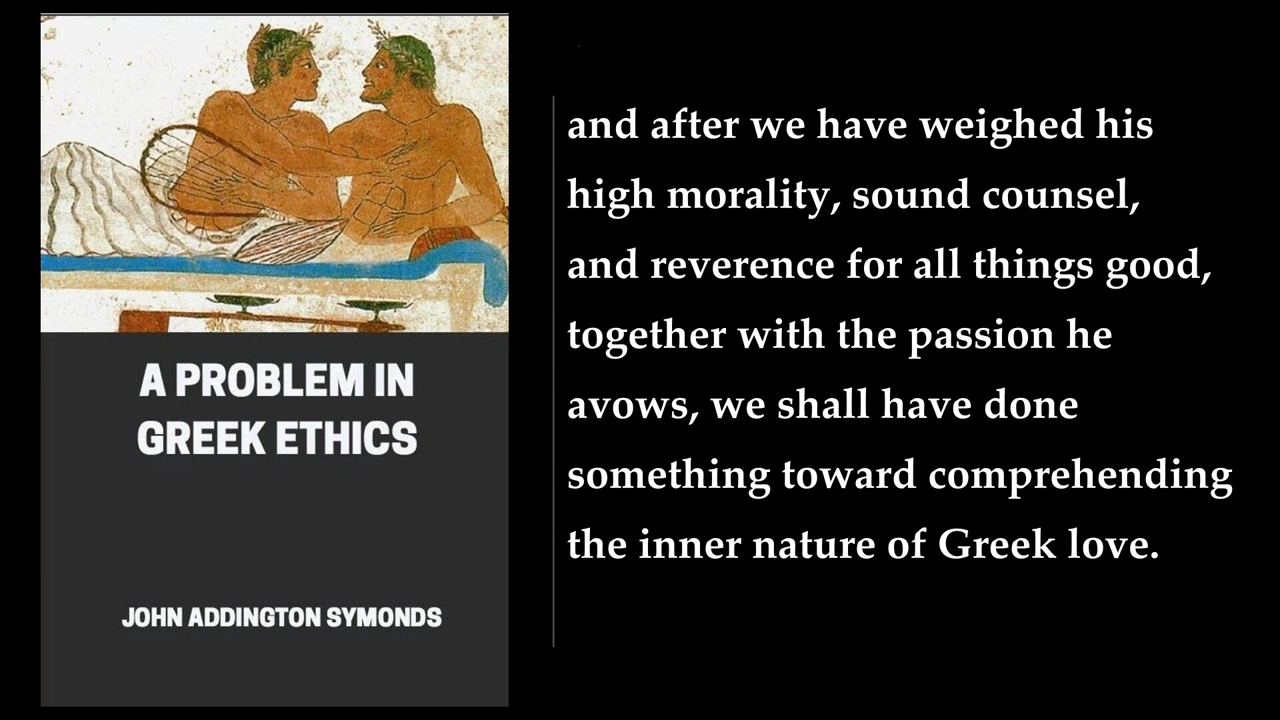 A PROBLEM IN
GREEK ETHICS
JOHN ADDINGTON SYMONDS
and after we have weighed his
high morality, sound counsel,
and reverence for all things good,
together with the passion he
avows, we shall have done
something toward comprehending
the inner nature of Greek love.